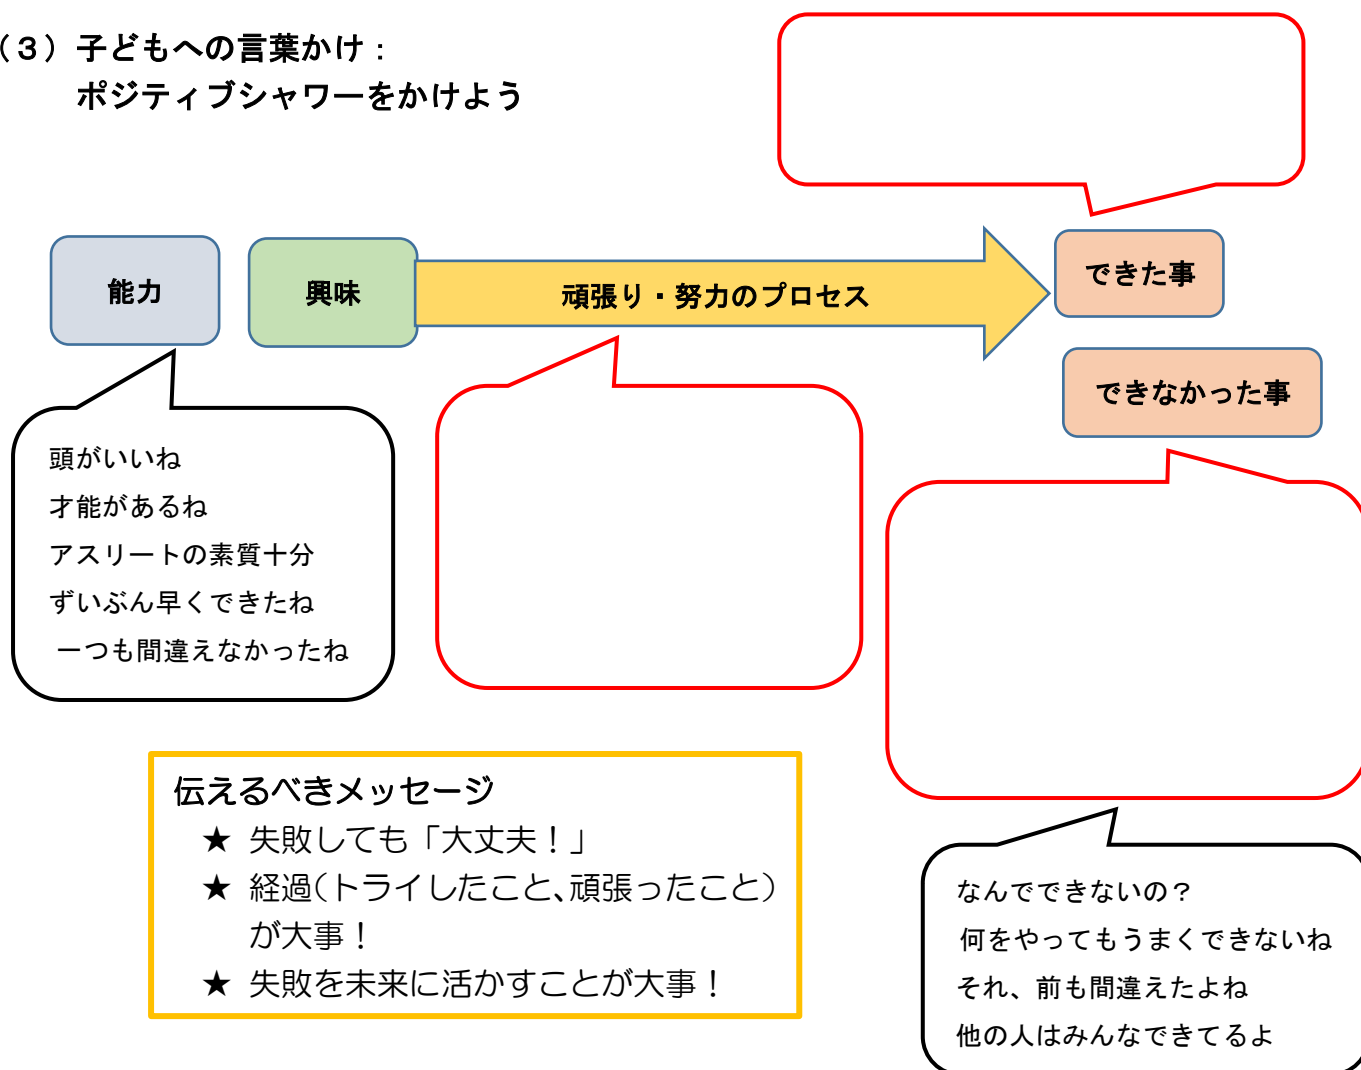 （３）子どもへの言葉かけ：
ポジティブシャワーをかけよう
能力
興味
頑張り・努力のプロセス
できた事
できなかった事
頭がいいね
才能があるね
アスリートの素質十分
ずいぶん早くできたね
一つも間違えなかったね
伝えるべきメッセージ
★ 失敗しても「大丈夫！」
★ 経過（トライしたこと、頑張ったこと）
が大事！
★ 失敗を未来に活かすことが大事！
なんでできないの？
何をやってもうまくできないね
それ、前も間違えたよね
他の人はみんなできてるよ